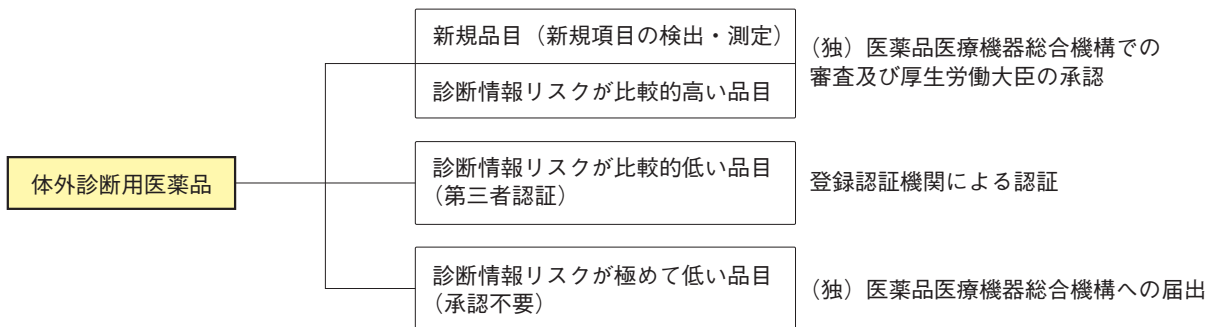 体外診断用医薬品
新規品目（新規項目の検出・測定）
診断情報リスクが比較的高い品目
（独）医薬品医療機器総合機構での
審査及び厚生労働大臣の承認
診断情報リスクが比較的低い品目
（第三者認証）
登録認証機関による認証
診断情報リスクが極めて低い品目
（承認不要）
（独）医薬品医療機器総合機構への届出